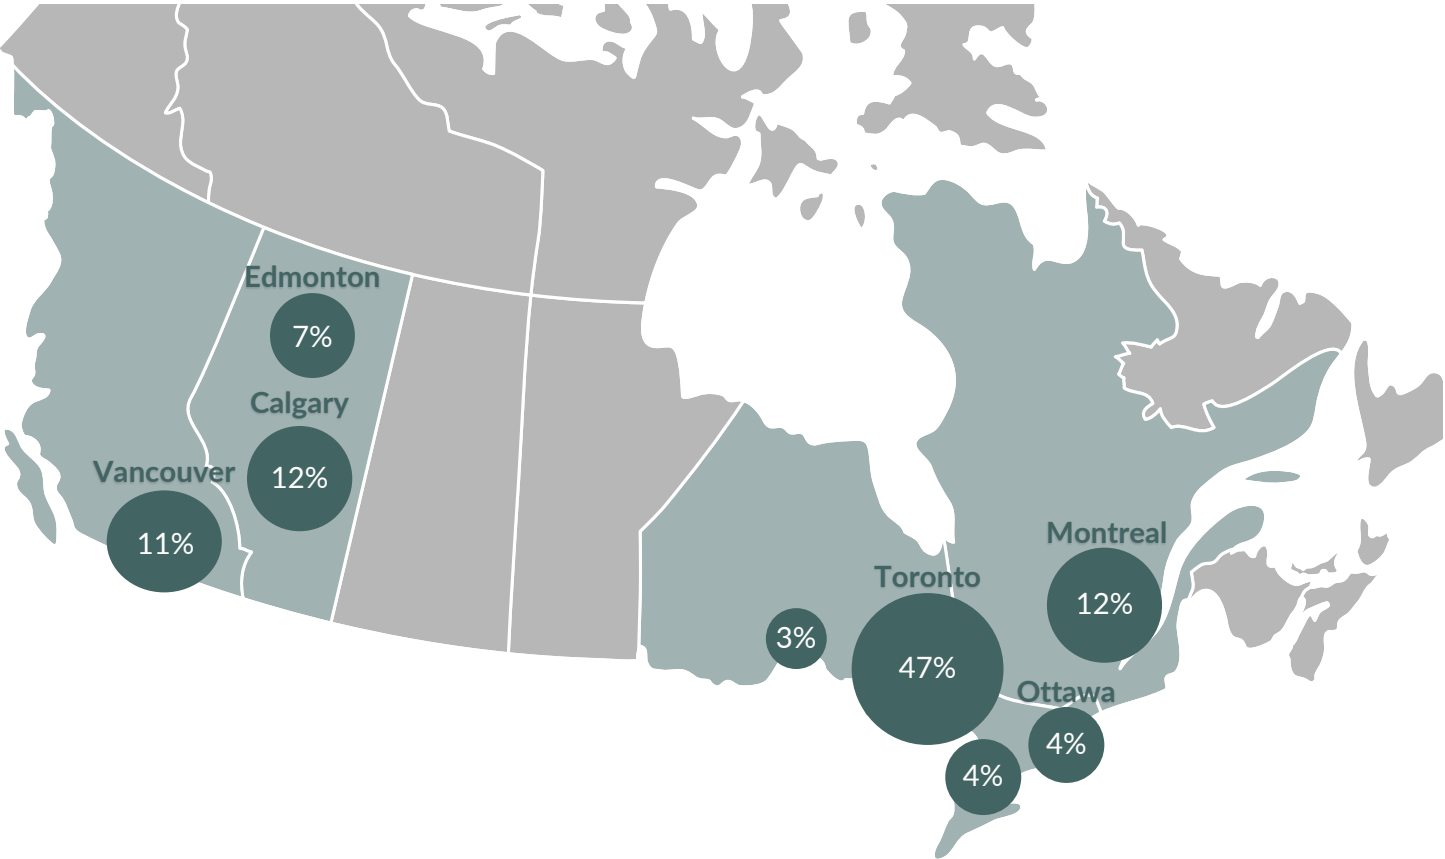 Edmonton
7%
Calgary
12%
Vancouver
11%
Montreal
12%
Toronto
47%
3%
Ottawa
4%
4%